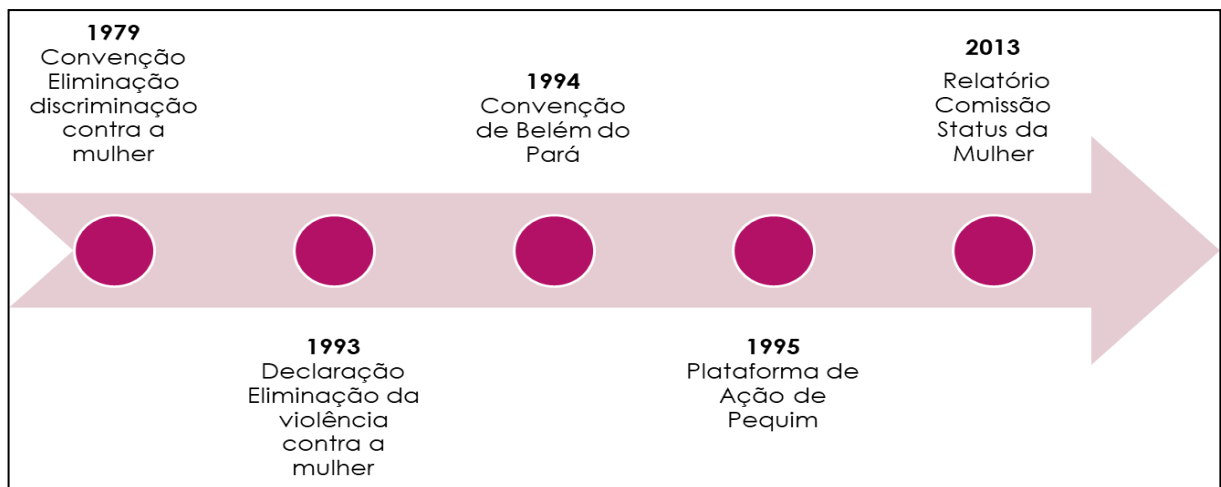 1979
Convenção
Eliminação
discriminação
contra a
mulher
1993
Declaração
Eliminação da
violência
contra a
mulher
1994
Convenção
de Belém do
Pará
1995
Plataforma de
Ação de
Pequim
2013
Relatório
Comissão
Status da
Mulher